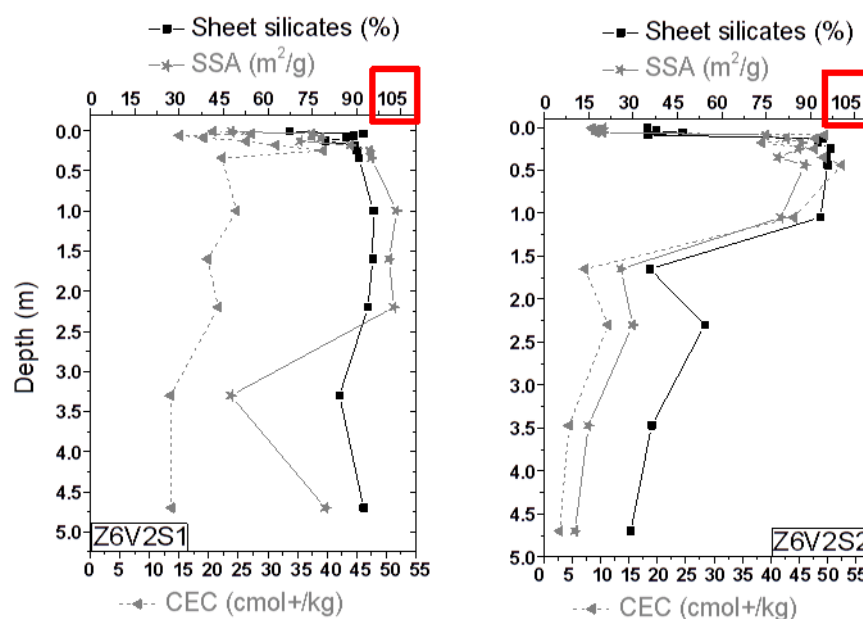 Sheet silicates (%)
SSA (m²/g)
0 15 30 45 60 75 90 105
0.0
0.5
1.0
1.5
2.0
2.5
3.0
3.5
4.0
4.5
5.0
Depth (m)
Z6V2S1
0 5 10 15 20 25 30 35 40 45 50 55
CEC (cmol+/kg)
Sheet silicates (%)
SSA (m²/g)
0 15 30 45 60 75 90 105
0.0
0.5
1.0
1.5
2.0
2.5
3.0
3.5
4.0
4.5
5.0
Z6V2S2
0 5 10 15 20 25 30 35 40 45 50 55
CEC (cmol+/kg)